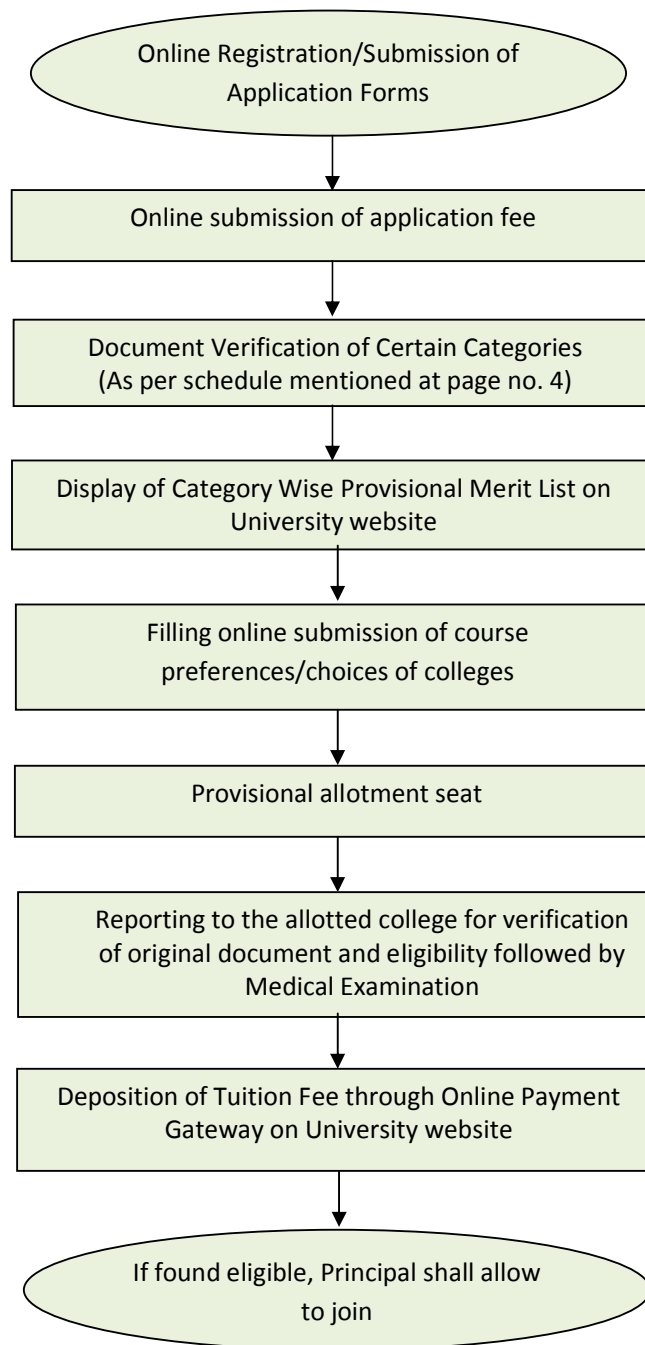 Online Registration/Submission of
Application Forms
Online submission of application fee
Document Verification of Certain Categories
(As per schedule mentioned at page no. 4)
Display of Category Wise Provisional Merit List on
University website
Filling online submission of course
preferences/choices of colleges
Provisional allotment seat
Reporting to the allotted college for verification
of original document and eligibility followed by
Medical Examination
Deposition of Tuition Fee through Online Payment
Gateway on University website
If found eligible, Principal shall allow
to join